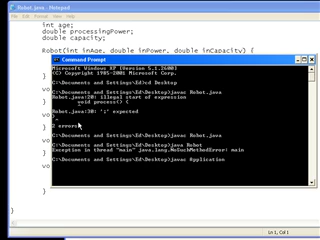 Robot.java - Notepad
File Edit Format View Help
int age;
double processingPower;
double capacity;
Robot(int inAge, double inPower, double inCapacity) {
Command Prompt
Microsoft Windows XP [Version 5.1.2600]
(C) Copyright 1985-2001 Microsoft Corp.
C:\Documents and Settings\Ed>cd Desktop
C:\Documents and Settings\Ed\Desktop>javac Robot.java
Robot.java:20: illegal start of expression
void process() {
^
Robot.java:30: ';' expected
^
2 errors
C:\Documents and Settings\Ed\Desktop>javac Robot.java
C:\Documents and Settings\Ed\Desktop>java Robot
Exception in thread "main" java.lang.NoSuchMethodError: main
C:\Documents and Settings\Ed\Desktop>javac Application
vo
vo
vo
vo
}
}
Ln 1, Col 1